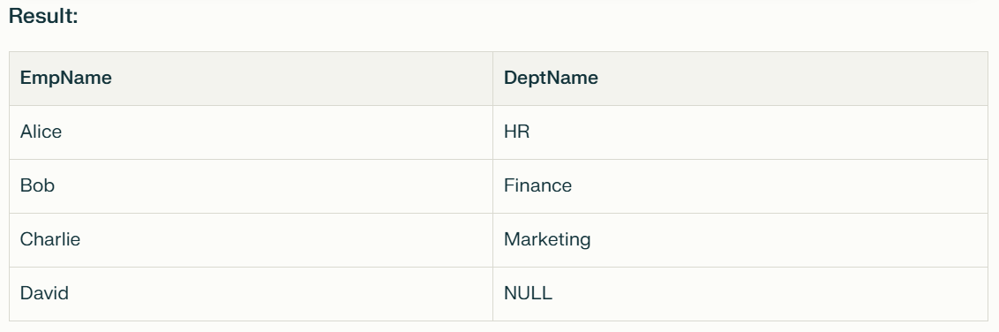 Result:
EmpName DeptName
Alice HR
Bob Finance
Charlie Marketing
David NULL